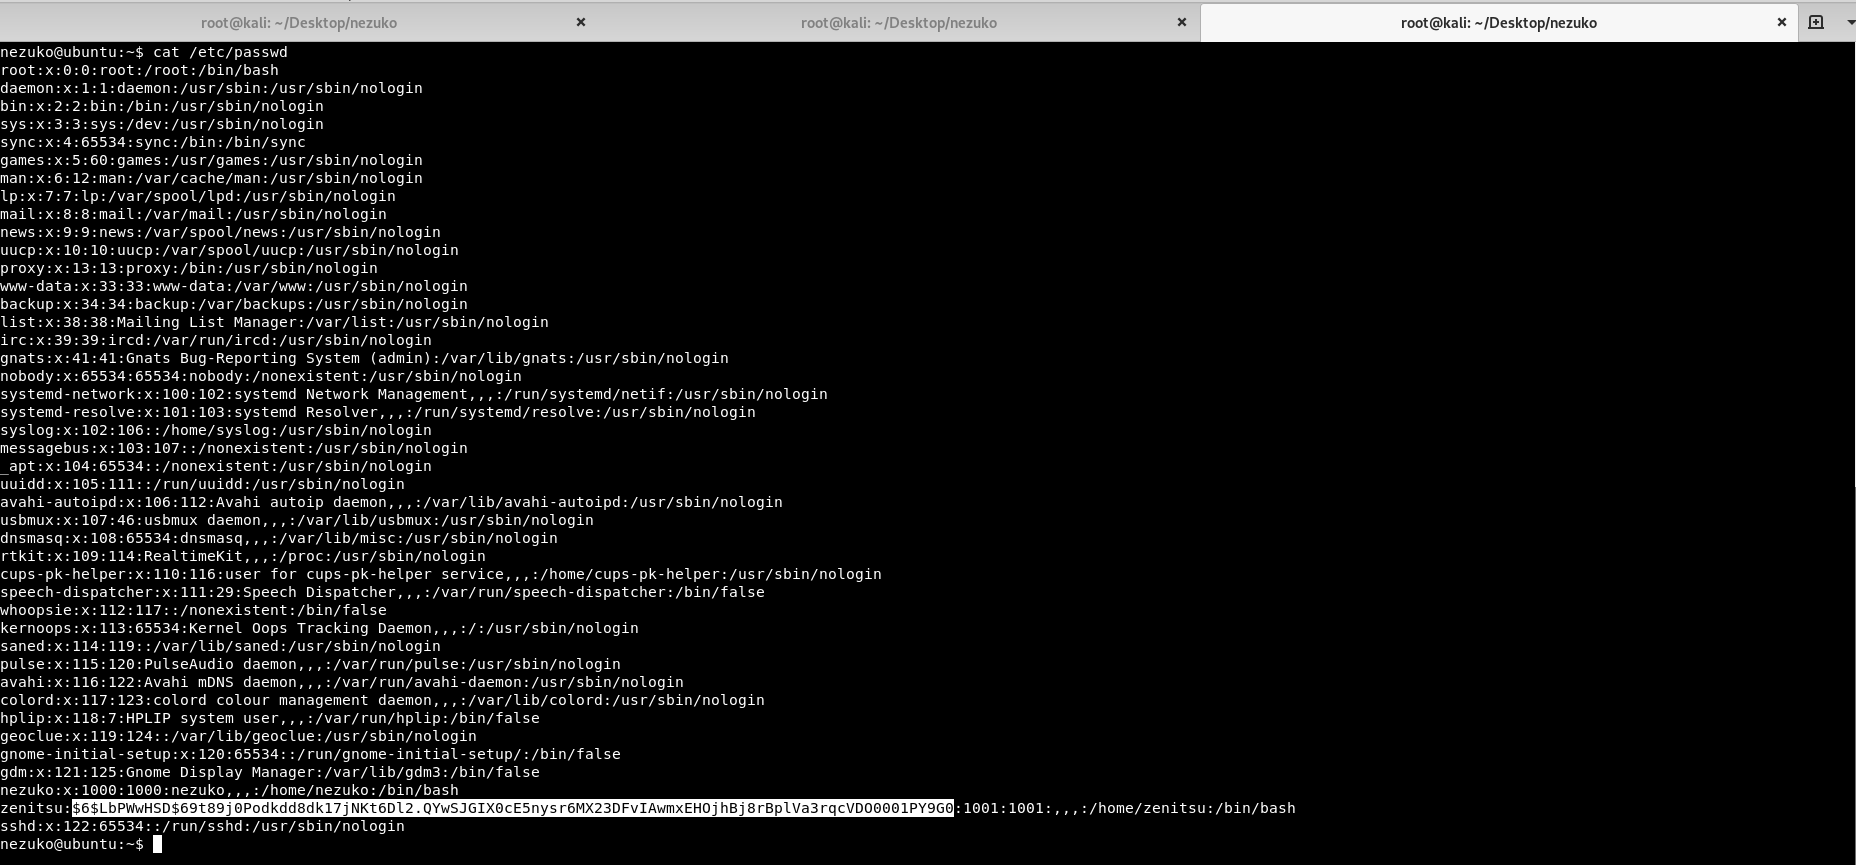 root@kali: ~/Desktop/nezuko root@kali: ~/Desktop/nezuko root@kali: ~/Desktop/nezuko
nezuko@ubuntu:~$ cat /etc/passwd
root:x:0:0:root:/root:/bin/bash
daemon:x:1:1:daemon:/usr/sbin:/usr/sbin/nologin
bin:x:2:2:bin:/bin:/usr/sbin/nologin
sys:x:3:3:sys:/dev:/usr/sbin/nologin
sync:x:4:65534:sync:/bin:/bin/sync
games:x:5:60:games:/usr/games:/usr/sbin/nologin
man:x:6:12:man:/var/cache/man:/usr/sbin/nologin
lp:x:7:7:lp:/var/spool/lpd:/usr/sbin/nologin
mail:x:8:8:mail:/var/mail:/usr/sbin/nologin
news:x:9:9:news:/var/spool/news:/usr/sbin/nologin
uucp:x:10:10:uucp:/var/spool/uucp:/usr/sbin/nologin
proxy:x:13:13:proxy:/bin:/usr/sbin/nologin
www-data:x:33:33:www-data:/var/www:/usr/sbin/nologin
backup:x:34:34:backup:/var/backups:/usr/sbin/nologin
list:x:38:38:Mailing List Manager:/var/list:/usr/sbin/nologin
irc:x:39:39:ircd:/var/run/ircd:/usr/sbin/nologin
gnats:x:41:41:Gnats Bug-Reporting System (admin):/var/lib/gnats:/usr/sbin/nologin
nobody:x:65534:65534:nobody:/nonexistent:/usr/sbin/nologin
systemd-network:x:100:102:systemd Network Management,,,:/run/systemd/netif:/usr/sbin/nologin
systemd-resolve:x:101:103:systemd Resolver,,,:/run/systemd/resolve:/usr/sbin/nologin
syslog:x:102:106::/home/syslog:/usr/sbin/nologin
messagebus:x:103:107::/nonexistent:/usr/sbin/nologin
_apt:x:104:65534::/nonexistent:/usr/sbin/nologin
uuidd:x:105:111::/run/uuidd:/usr/sbin/nologin
avahi-autoipd:x:106:112:Avahi autoip daemon,,,:/var/lib/avahi-autoipd:/usr/sbin/nologin
usbmux:x:107:46:usbmux daemon,,,:/var/lib/usbmux:/usr/sbin/nologin
dnsmasq:x:108:65534:dnsmasq,,,:/var/lib/misc:/usr/sbin/nologin
rtkit:x:109:114:RealtimeKit,,,:/proc:/usr/sbin/nologin
cups-pk-helper:x:110:116:user for cups-pk-helper service,,,:/home/cups-pk-helper:/usr/sbin/nologin
speech-dispatcher:x:111:29:Speech Dispatcher,,,:/var/run/speech-dispatcher:/bin/false
whoopsie:x:112:117::/nonexistent:/bin/false
kernoops:x:113:65534:Kernel Oops Tracking Daemon,,,:/:/usr/sbin/nologin
saned:x:114:119::/var/lib/saned:/usr/sbin/nologin
pulse:x:115:120:PulseAudio daemon,,,:/var/run/pulse:/usr/sbin/nologin
avahi:x:116:122:Avahi mDNS daemon,,,:/var/run/avahi-daemon:/usr/sbin/nologin
colord:x:117:123:colord colour management daemon,,,:/var/lib/colord:/usr/sbin/nologin
hplip:x:118:7:HPLIP system user,,,:/var/run/hplip:/bin/false
geoclue:x:119:124::/var/lib/geoclue:/usr/sbin/nologin
gnome-initial-setup:x:120:65534::/run/gnome-initial-setup/:/bin/false
gdm:x:121:125:Gnome Display Manager:/var/lib/gdm3:/bin/false
nezuko:x:1000:1000:nezuko,,,:/home/nezuko:/bin/bash
zenitsu:$6$LbPWwHSD$69t89j0Podkdd8dk17jNKt6Dl2.QYwSJGIX0cE5nysr6MX23DFvIAwmxEHOjhBj8rBplVa3rqcVDO0001PY9G0:1001:1001:,,,:/home/zenitsu:/bin/bash
sshd:x:122:65534::/run/sshd:/usr/sbin/nologin
nezuko@ubuntu:~$